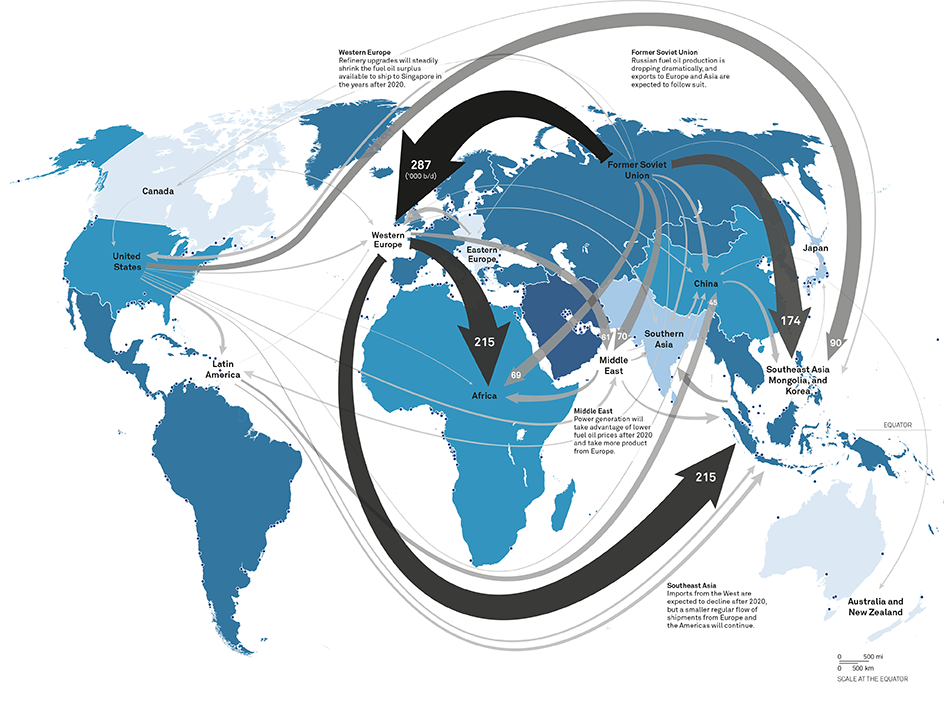 Western Europe
Refinery upgrades will steadily
shrink the fuel oil surplus
available to ship to Singapore in
the years after 2020.
Former Soviet Union
Russian fuel oil production is
dropping dramatically, and
exports to Europe and Asia are
expected to follow suit.
287
('000 b/d)
Former Soviet
Union
Canada
Western
Europe
Eastern
Europe
Japan
United
States
China
45
174
90
215
61
70
Southern
Asia
Middle
East
Latin
America
69
Africa
Southeast Asia
Mongolia, and
Korea
Middle East
Power generation will
take advantage of lower
fuel oil prices after 2020
and take more product
from Europe.
EQUATOR
215
Southeast Asia
Imports from the West are
expected to decline after 2020,
but a smaller regular flow of
shipments from Europe and
the Americas will continue.
Australia and
New Zealand
0 500 mi
0 500 km
SCALE AT THE EQUATOR